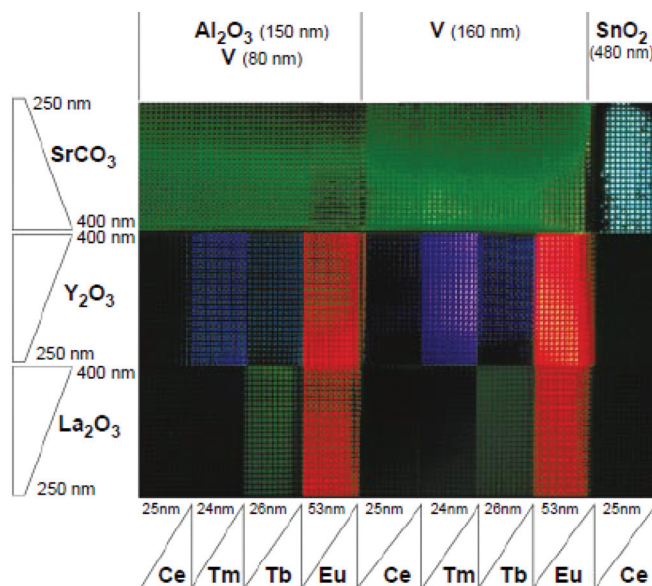 Al₂O₃ (150 nm) V (160 nm) SnO₂
V (80 nm) (480 nm)
250 nm
SrCO₃
400 nm
400 nm
Y₂O₃
250 nm
400 nm
La₂O₃
250 nm
25nm 24nm 26nm 53nm 25nm 24nm 26nm 53nm 25nm
Ce Tm Tb Eu Ce Tm Tb Eu Ce